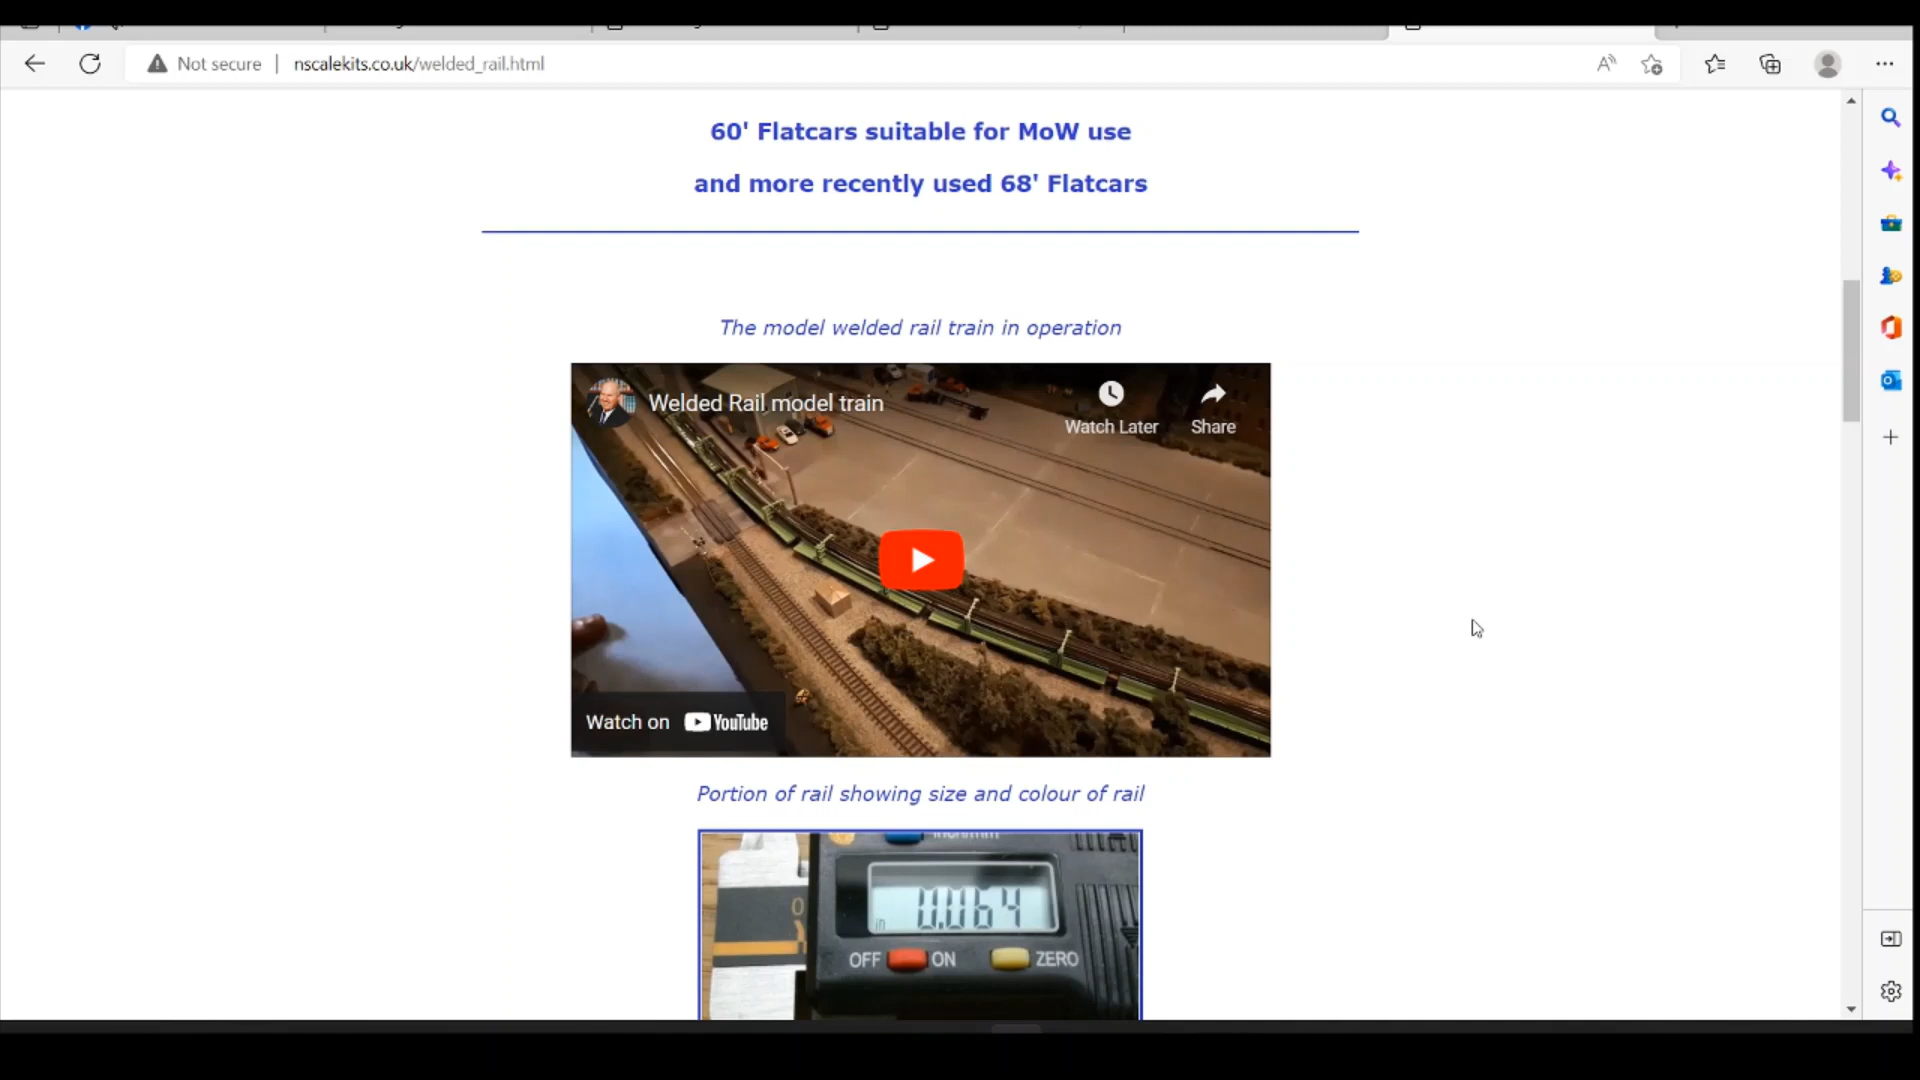 Not secure | nscalekits.co.uk/welded_rail.html
60' Flatcars suitable for MoW use
and more recently used 68' Flatcars
The model welded rail train in operation
Welded Rail model train
Watch Later
Share
Watch on YouTube
Portion of rail showing size and colour of rail
0
in 0.064
OFF ON ZERO